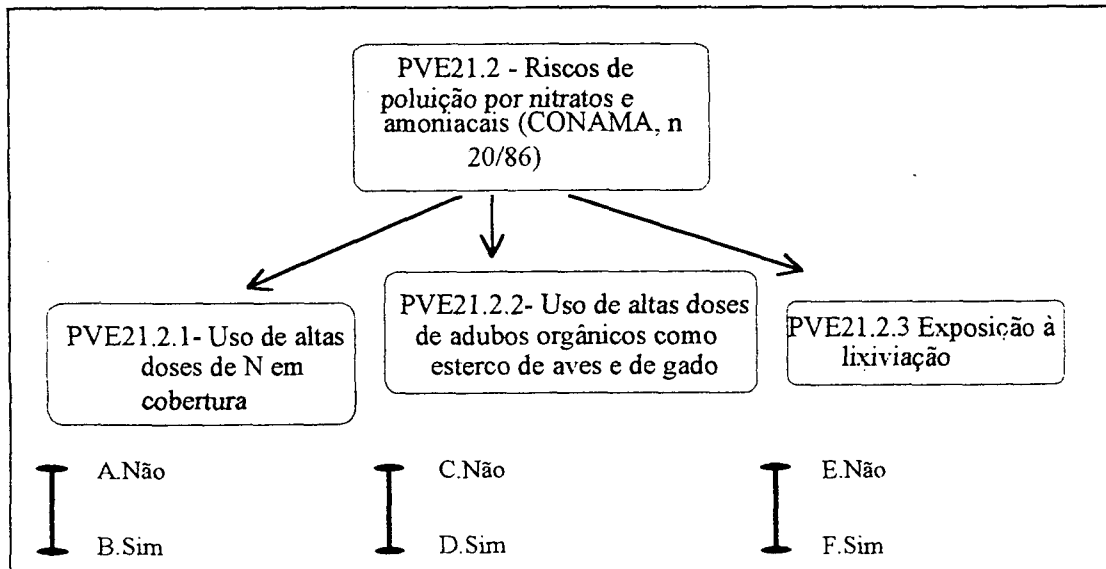 PVE21.2 - Riscos de
poluição por nitratos e
amoniacais (CONAMA, n
20/86)
PVE21.2.1- Uso de altas
doses de N em
cobertura
PVE21.2.2- Uso de altas doses
de adubos orgânicos como
esterco de aves e de gado
PVE21.2.3 Exposição à
lixiviação
A.Não
B.Sim
C.Não
D.Sim
E.Não
F.Sim